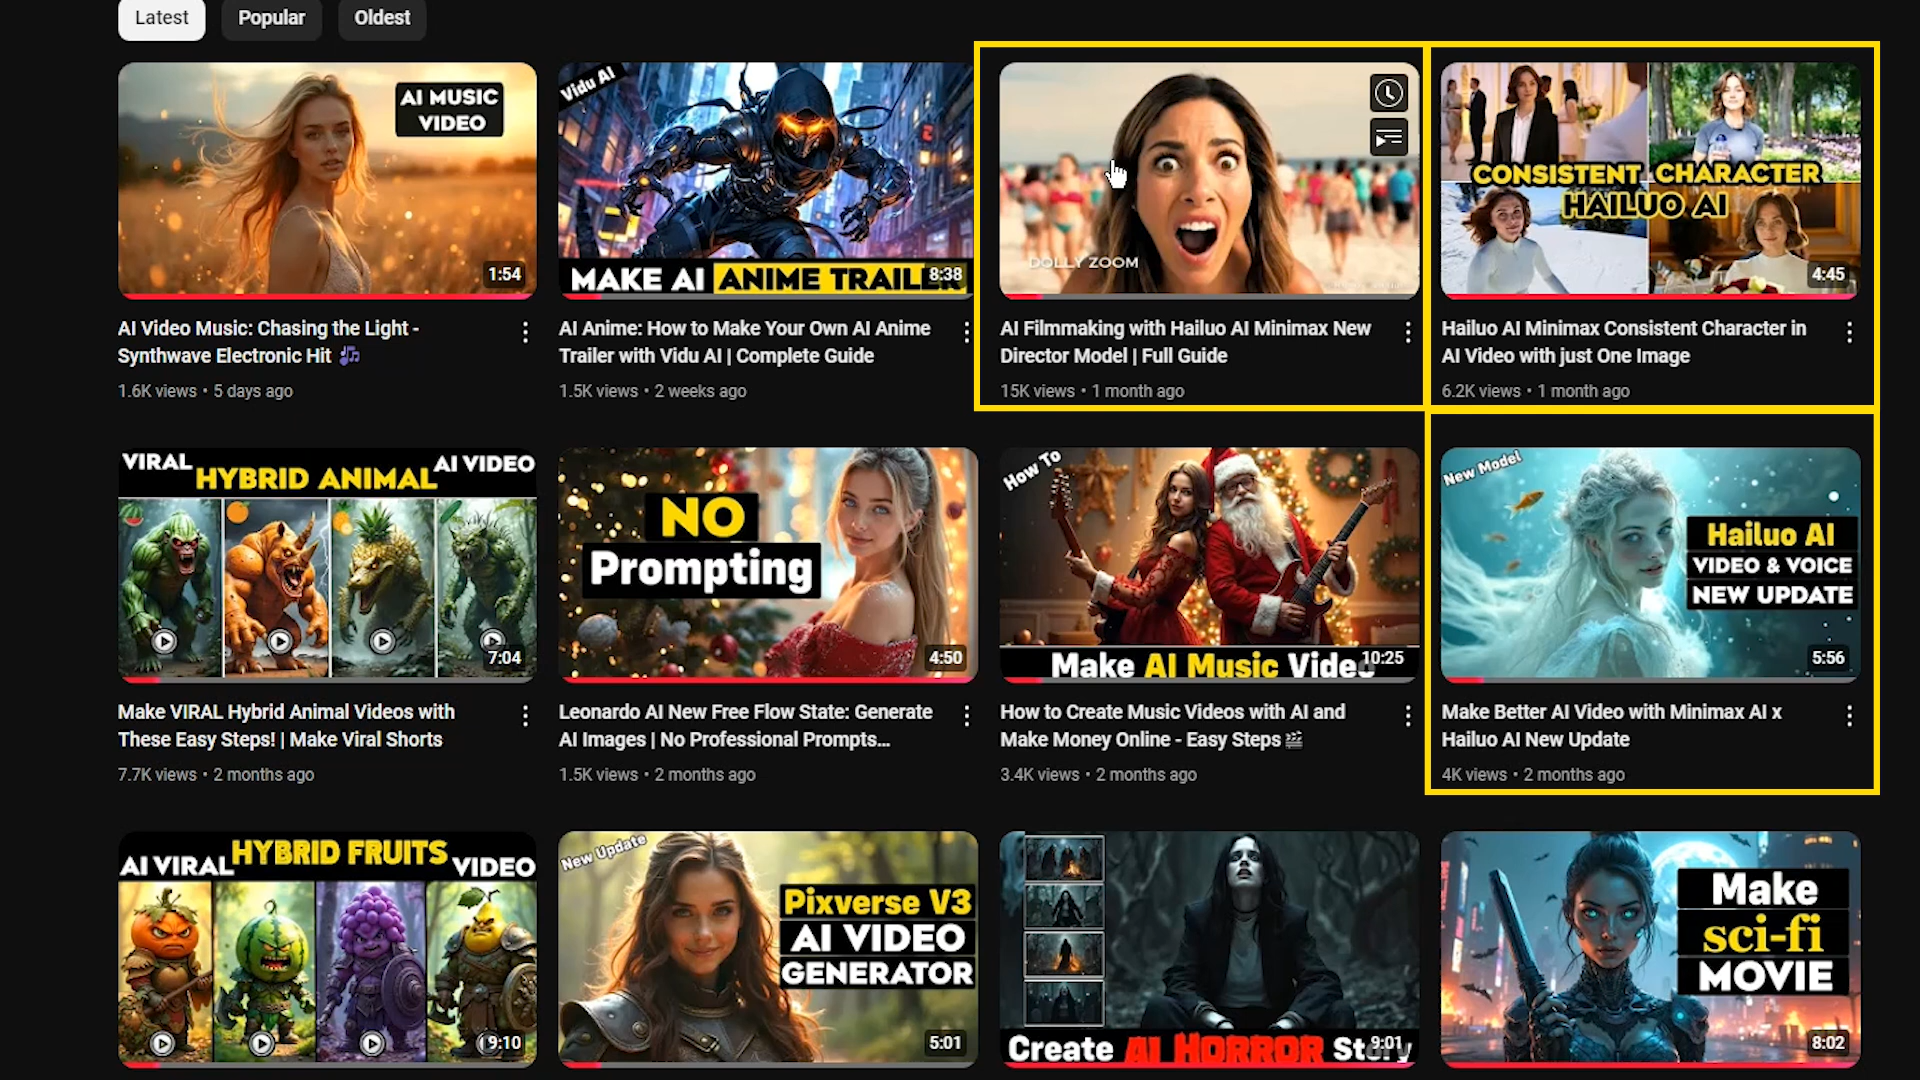 Latest
Popular
Oldest
AI MUSIC
VIDEO
1:54
Vidu AI
MAKE AI ANIME TRAILER
8:38
DOLLY ZOOM
CONSISTENT CHARACTER
HAILUO AI
4:45
AI Video Music: Chasing the Light -
Synthwave Electronic Hit 🎶
1.6K views • 5 days ago
AI Anime: How to Make Your Own AI Anime
Trailer with Vidu AI | Complete Guide
1.5K views • 2 weeks ago
AI Filmmaking with Hailuo AI Minimax New
Director Model | Full Guide
15K views • 1 month ago
Hailuo AI Minimax Consistent Character in
AI Video with just One Image
6.2K views • 1 month ago
VIRAL HYBRID ANIMAL AI VIDEO
7:04
NO
Prompting
4:50
How To
Make AI Music Video
10:25
New Model
Hailuo AI
VIDEO & VOICE
NEW UPDATE
5:56
Make VIRAL Hybrid Animal Videos with
These Easy Steps! | Make Viral Shorts
7.7K views • 2 months ago
Leonardo AI New Free Flow State: Generate
AI Images | No Professional Prompts...
1.5K views • 2 months ago
How to Create Music Videos with AI and
Make Money Online - Easy Steps 🎬
3.4K views • 2 months ago
Make Better AI Video with Minimax AI x
Hailuo AI New Update
4K views • 2 months ago
AI VIRAL HYBRID FRUITS VIDEO
9:10
New Update
Pixverse V3
AI VIDEO
GENERATOR
5:01
Create AI HORROR Story
9:01
Make
sci-fi
MOVIE
8:02